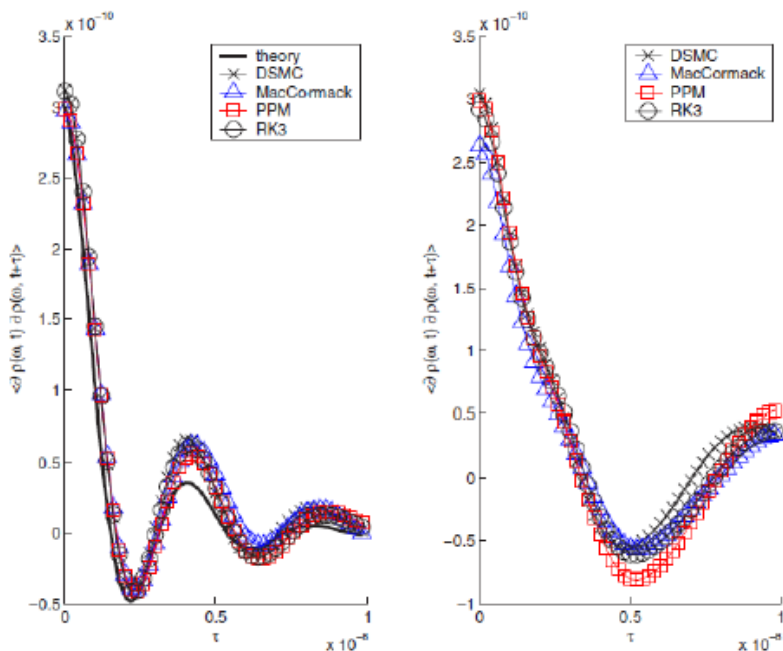 x 10⁻¹⁰
3.5
3
2.5
2
1.5
1
0.5
0
−0.5
0
0.5
1
τ
x 10⁻⁸
<∂ ρ(ω, t) ∂ ρ(ω, t+τ)>
theory
DSMC
MacCormack
PPM
RK3
x 10⁻¹⁰
3.5
3
2.5
2
1.5
1
0.5
0
−0.5
−1
0
0.5
1
τ
x 10⁻⁸
<∂ ρ(ω, t) ∂ ρ(ω, t+τ)>
DSMC
MacCormack
PPM
RK3